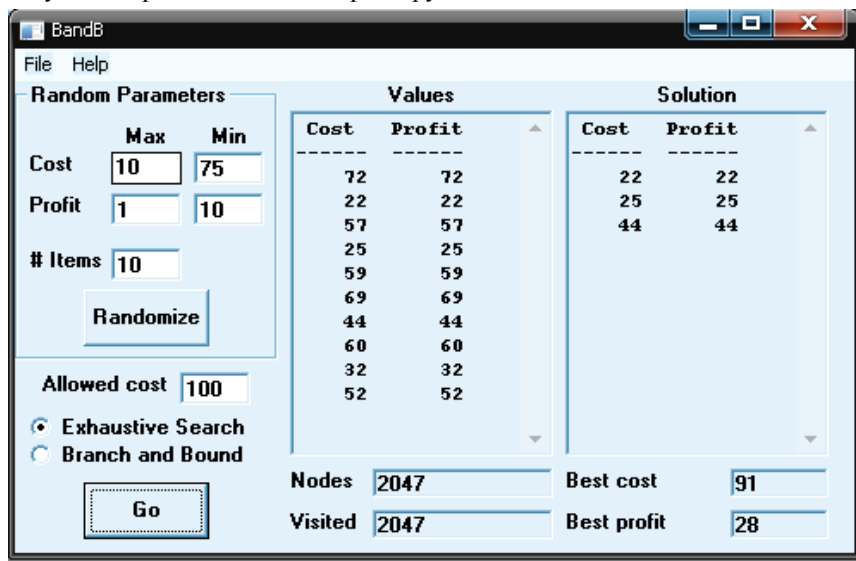 BandB
File Help
Random Parameters
Max Min
Cost 10 75
Profit 1 10
# Items 10
Randomize
Allowed cost 100
Exhaustive Search
Branch and Bound
Go
Values
Cost Profit
------ ------
72 72
22 22
57 57
25 25
59 59
69 69
44 44
60 60
32 32
52 52
Nodes 2047
Visited 2047
Solution
Cost Profit
------ ------
22 22
25 25
44 44
Best cost 91
Best profit 28